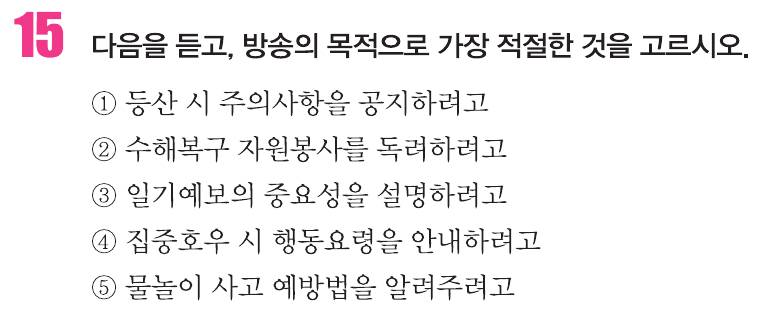 15 다음을 듣고, 방송의 목적으로 가장 적절한 것을 고르시오.
① 등산 시 주의사항을 공지하려고
② 수해복구 자원봉사를 독려하려고
③ 일기예보의 중요성을 설명하려고
④ 집중호우 시 행동요령을 안내하려고
⑤ 물놀이 사고 예방법을 알려주려고